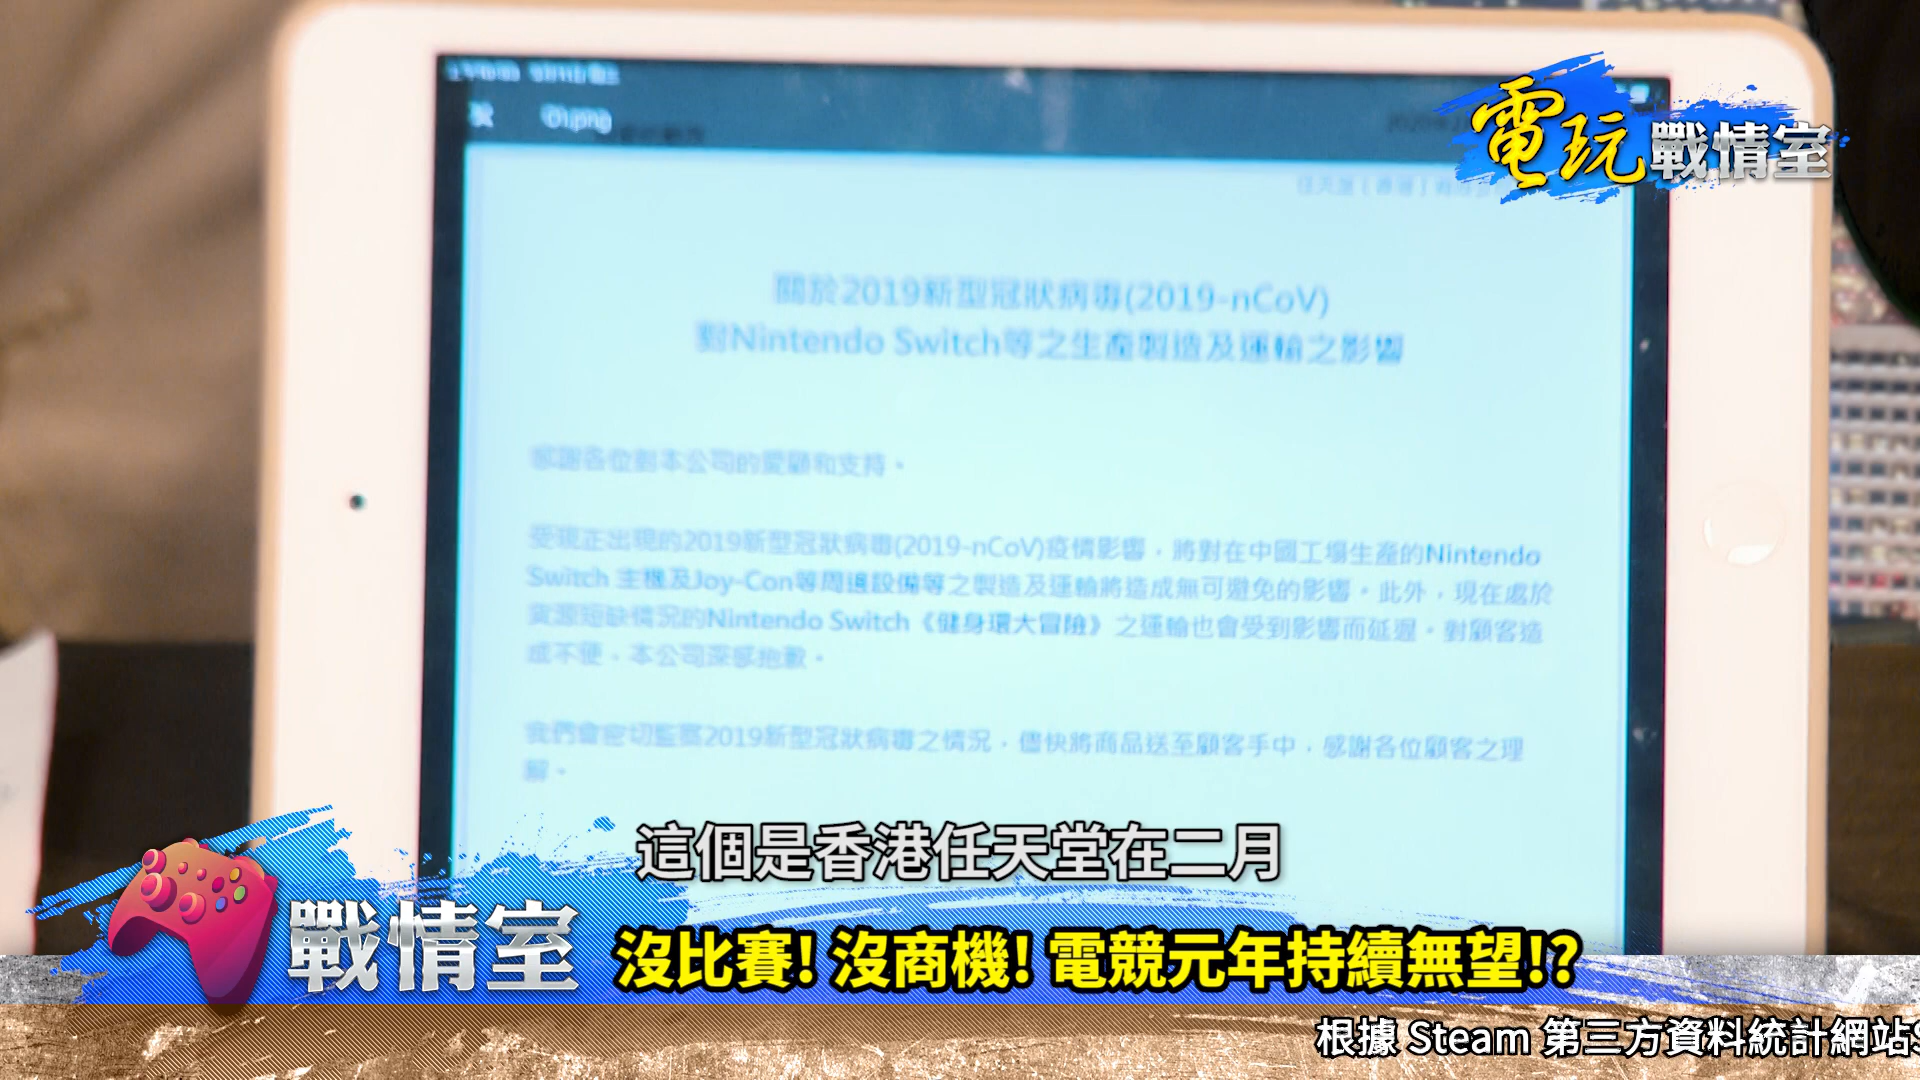 電玩戰情室
01.png
關於2019新型冠狀病毒(2019-nCoV)
對Nintendo Switch等之生產製造及運輸之影響
感謝各位對本公司的愛顧和支持。
受現正出現的2019新型冠狀病毒(2019-nCoV)疫情影響，將對在中國工場生產的Nintendo
Switch 主機及Joy-Con等周邊設備等之製造及運輸將造成無可避免的影響。此外，現在處於
貨源短缺情況的Nintendo Switch《健身環大冒險》之運輸也會受到影響而延遲。對顧客造
成不便，本公司深感抱歉。
我們會密切監察2019新型冠狀病毒之情況，儘快將商品送至顧客手中，感謝各位顧客之理
解。
這個是香港任天堂在二月
戰情室
沒比賽! 沒商機! 電競元年持續無望!?
根據 Steam 第三方資料統計網站S